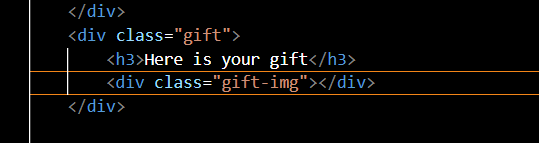 </div>
<div class="gift">
<h3>Here is your gift</h3>
<div class="gift-img"></div>
</div>